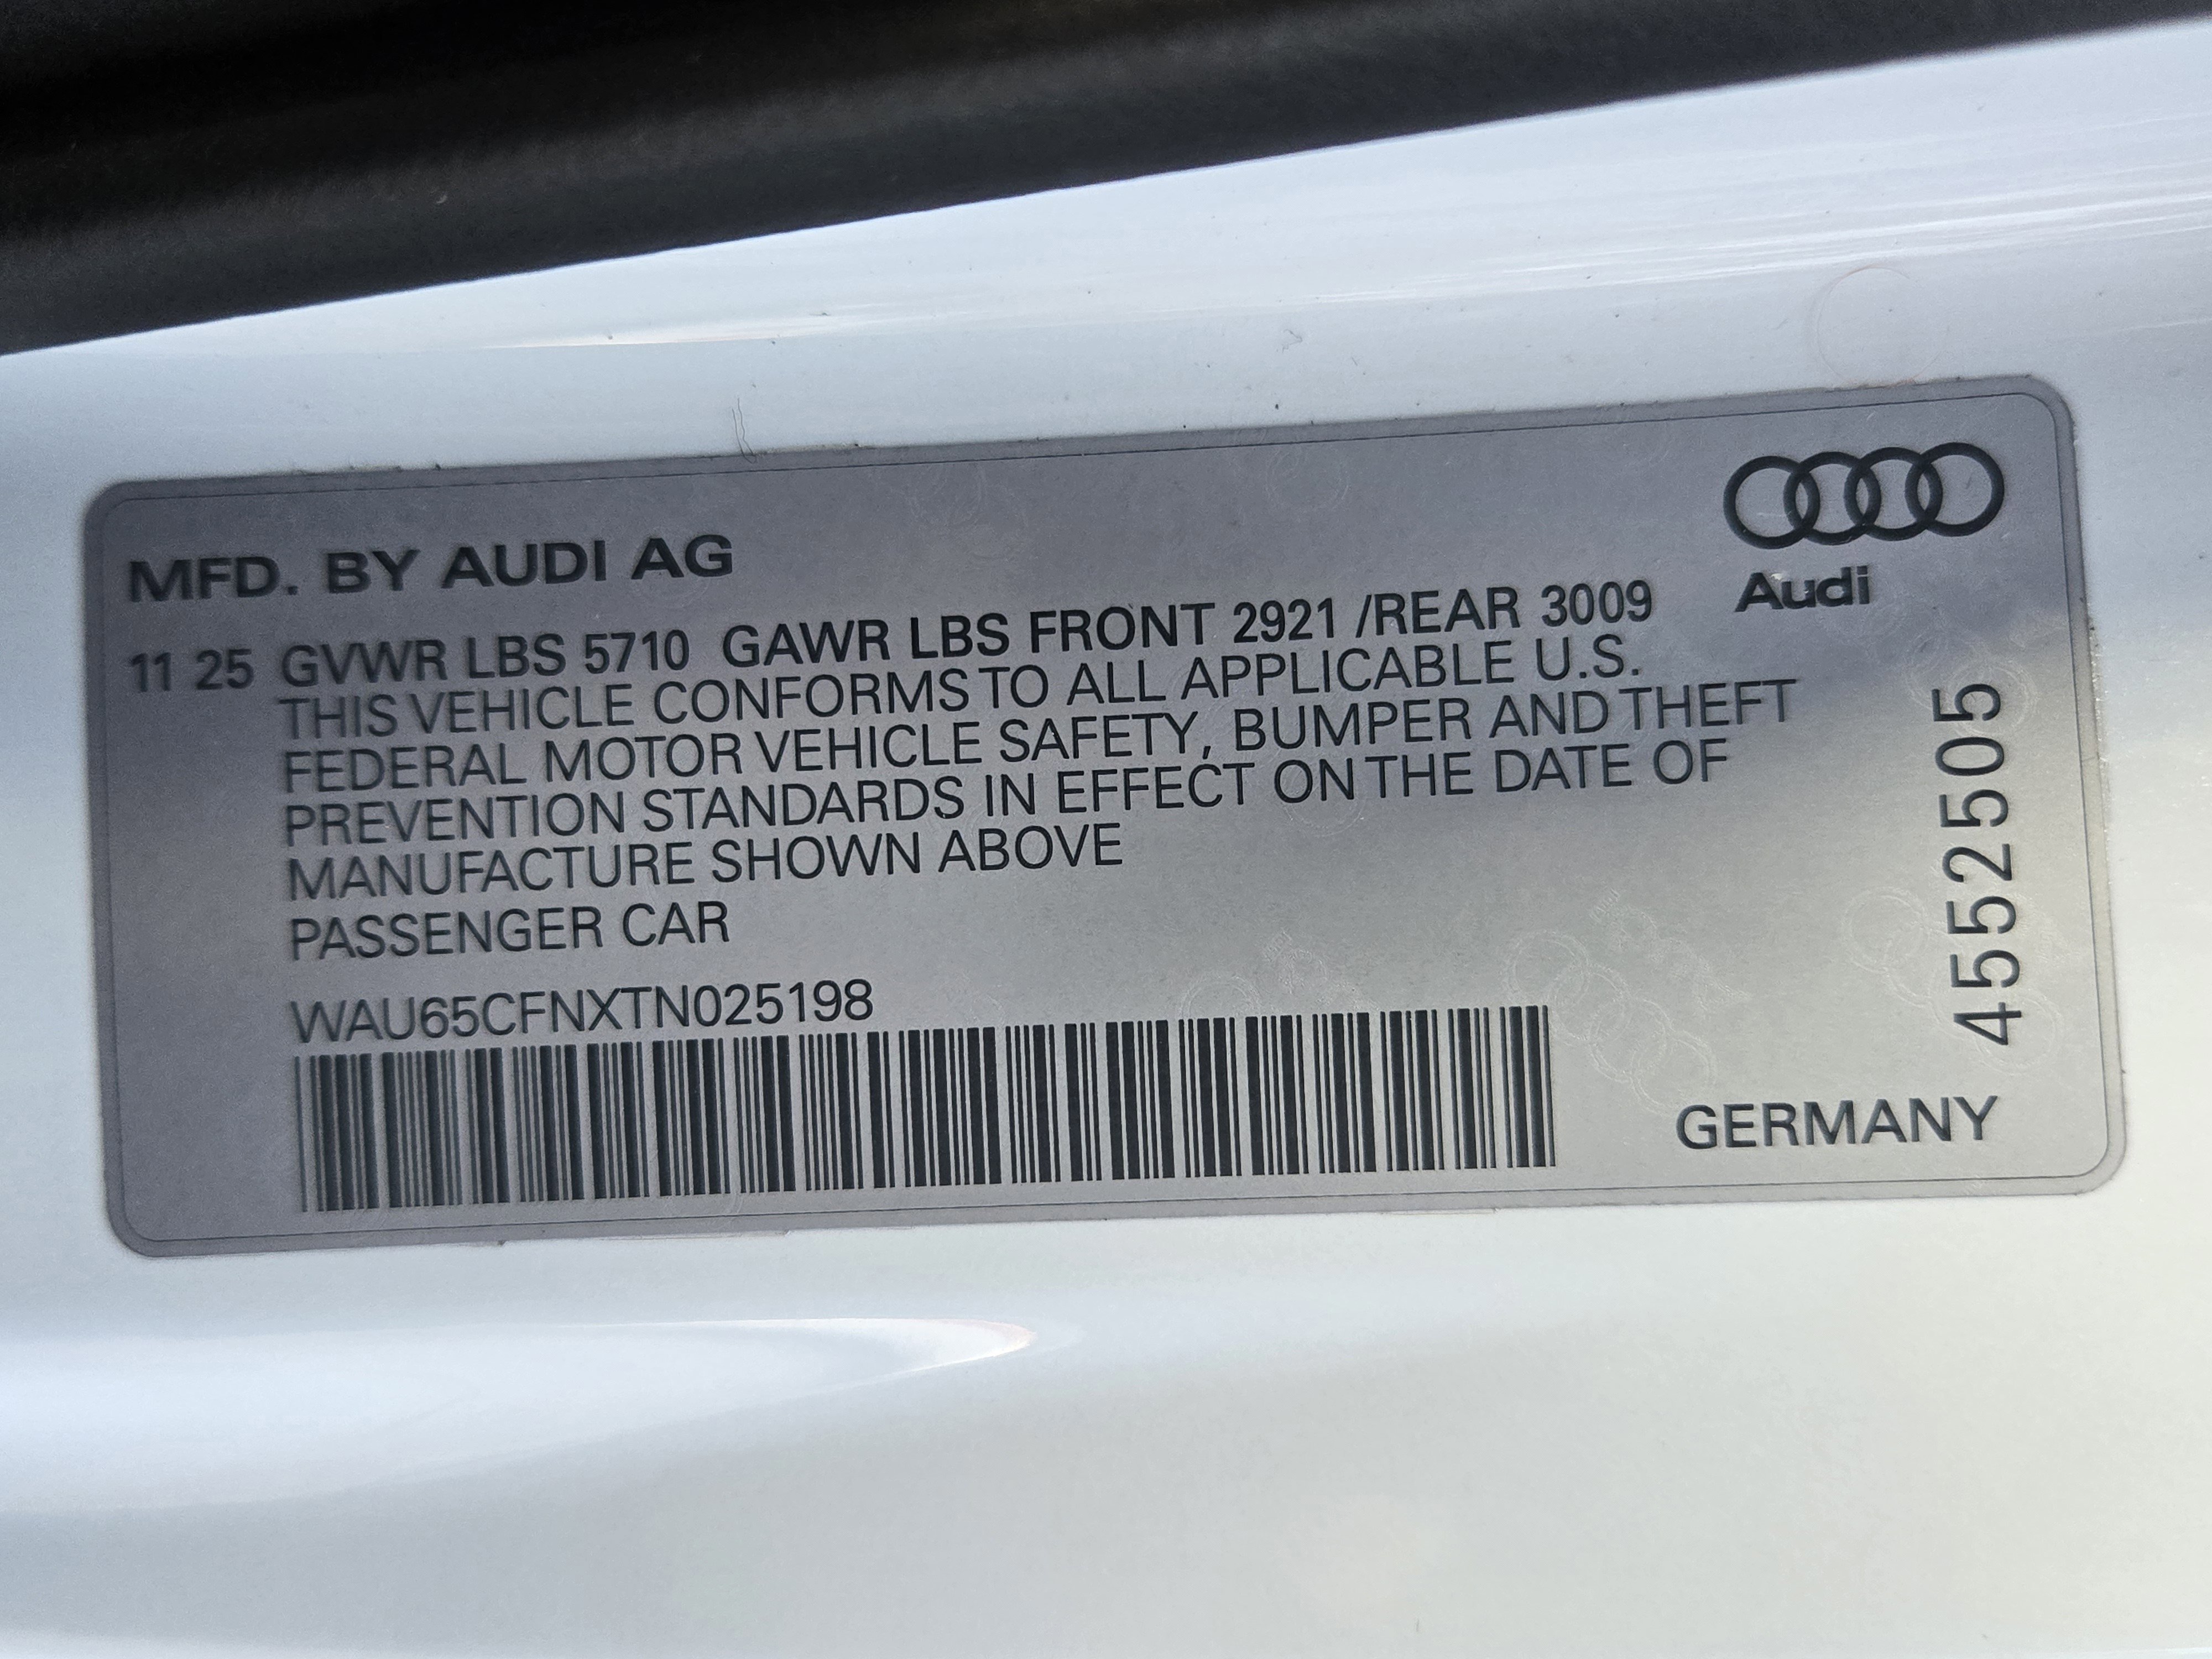 MFD. BY AUDI AG
Audi
11 25 GVWR LBS 5710 GAWR LBS FRONT 2921 /REAR 3009
THIS VEHICLE CONFORMS TO ALL APPLICABLE U.S.
FEDERAL MOTOR VEHICLE SAFETY, BUMPER AND THEFT
PREVENTION STANDARDS IN EFFECT ON THE DATE OF
MANUFACTURE SHOWN ABOVE
PASSENGER CAR
WAU65CFNXTN025198
GERMANY
4552505